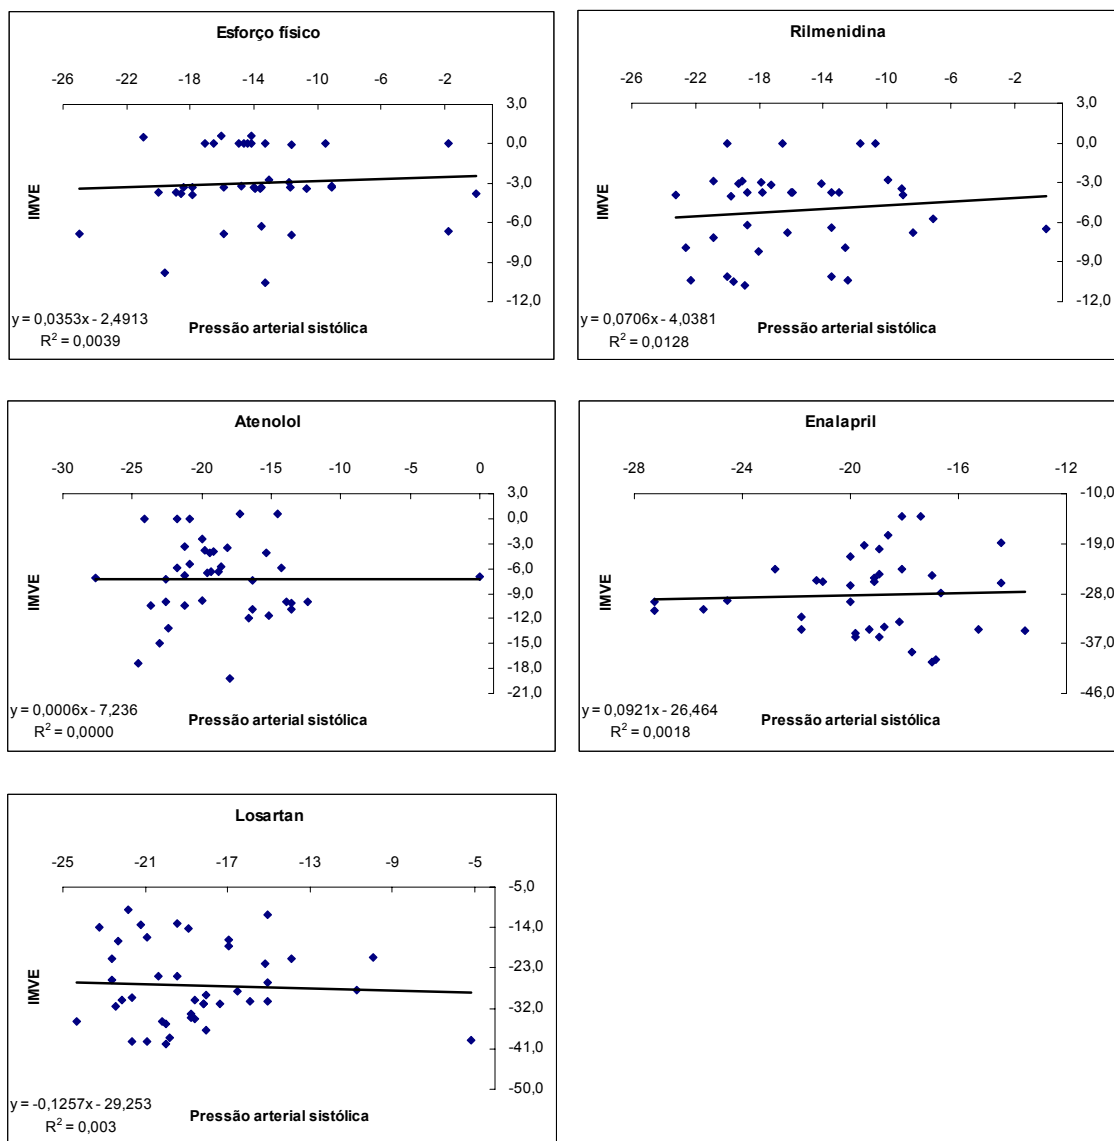 Esforço físico
-26 -22 -18 -14 -10 -6 -2
3,0
0,0
-3,0
-6,0
-9,0
-12,0
IMVE
y = 0,0353x - 2,4913
R² = 0,0039
Pressão arterial sistólica
Rilmenidina
-26 -22 -18 -14 -10 -6 -2
3,0
0,0
-3,0
-6,0
-9,0
-12,0
IMVE
y = 0,0706x - 4,0381
R² = 0,0128
Pressão arterial sistólica
Atenolol
-30 -25 -20 -15 -10 -5 0
3,0
0,0
-3,0
-6,0
-9,0
-12,0
-15,0
-18,0
-21,0
IMVE
y = 0,0006x - 7,236
R² = 0,0000
Pressão arterial sistólica
Enalapril
-28 -24 -20 -16 -12
-10,0
-19,0
-28,0
-37,0
-46,0
IMVE
y = 0,0921x - 26,464
R² = 0,0018
Pressão arterial sistólica
Losartan
-25 -21 -17 -13 -9 -5
-5,0
-14,0
-23,0
-32,0
-41,0
-50,0
IMVE
y = -0,1257x - 29,253
R² = 0,003
Pressão arterial sistólica